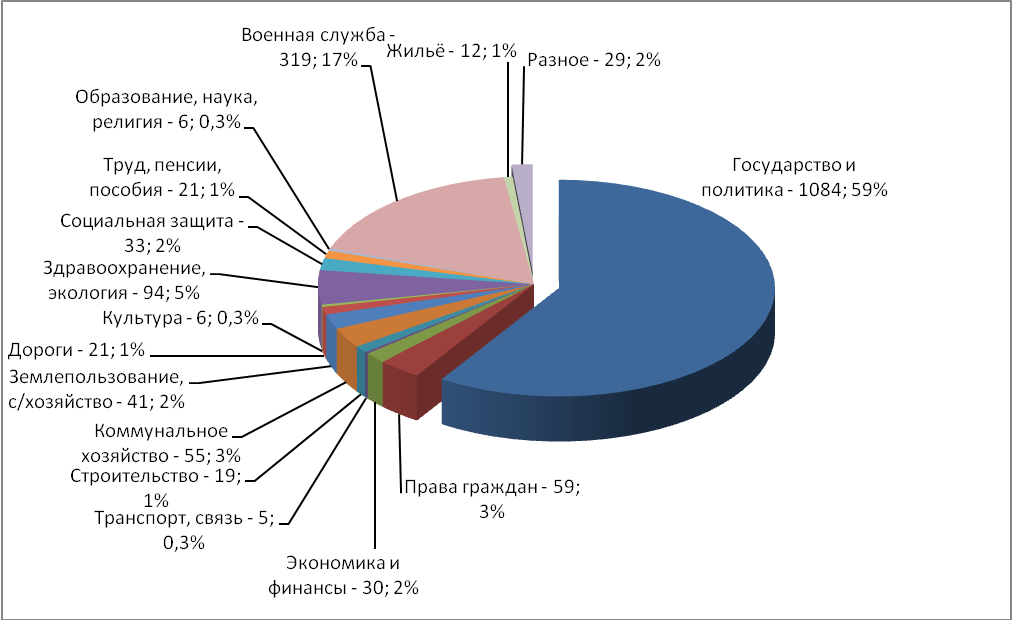 Военная служба -
319; 17%
Жильё - 12; 1%
Разное - 29; 2%
Образование, наука,
религия - 6; 0,3%
Государство и
политика - 1084; 59%
Труд, пенсии,
пособия - 21; 1%
Социальная защита -
33; 2%
Здравоохранение,
экология - 94; 5%
Культура - 6; 0,3%
Дороги - 21; 1%
Землепользование,
с/хозяйство - 41; 2%
Коммунальное
хозяйство - 55; 3%
Строительство - 19;
1%
Транспорт, связь - 5;
0,3%
Экономика и
финансы - 30; 2%
Права граждан - 59;
3%